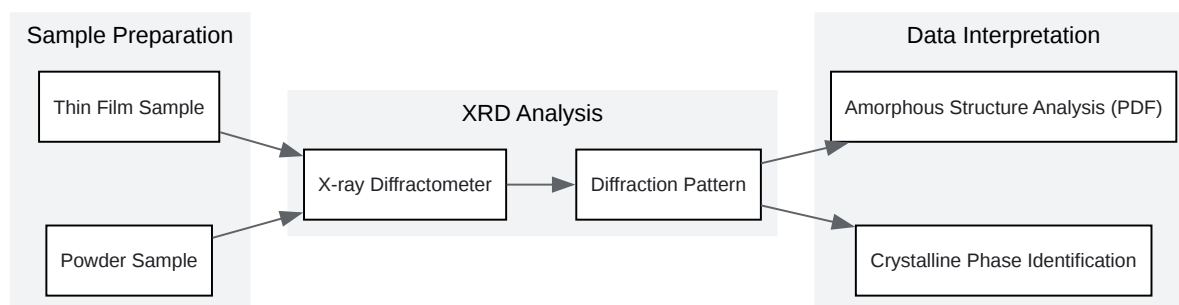 Sample Preparation
Thin Film Sample
Powder Sample
XRD Analysis
X-ray Diffractometer
Diffraction Pattern
Data Interpretation
Amorphous Structure Analysis (PDF)
Crystalline Phase Identification